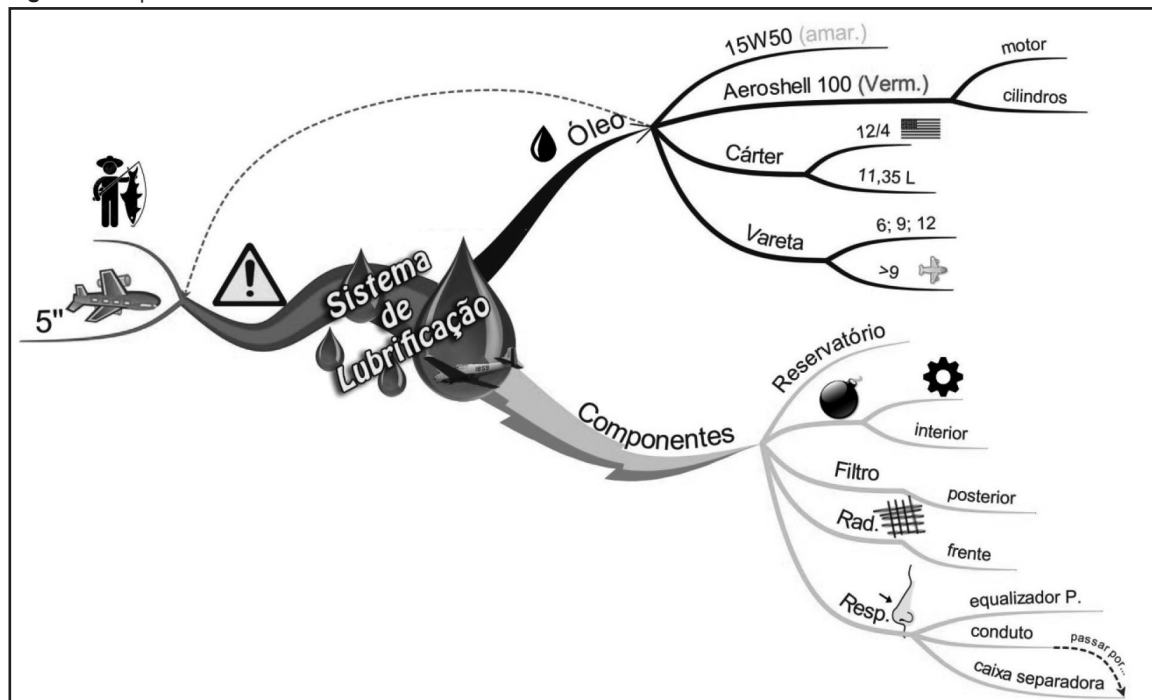 15W50 (amar.)
Aeroshell 100 (Verm.)
motor
cilindros
Óleo
12/4
Cárter
11,35 L
Vareta
6; 9; 12
>9
5"
Sistema
de
Lubrificação
Componentes
Reservatório
interior
Filtro
posterior
Rad.
frente
Resp.
equalizador P.
conduto
passar por...
caixa separadora